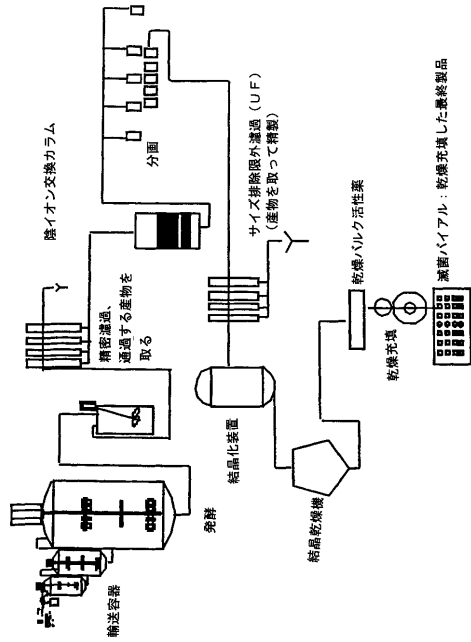 輸送容器
発酵
精密濾過、
通過する産物を
取る
陰イオン交換カラム
分画
サイズ排除限外濾過（ＵＦ）
（産物を取って精製）
結晶化装置
結晶乾燥機
乾燥バルク活性薬
乾燥充填
滅菌バイアル：乾燥充填した最終製品